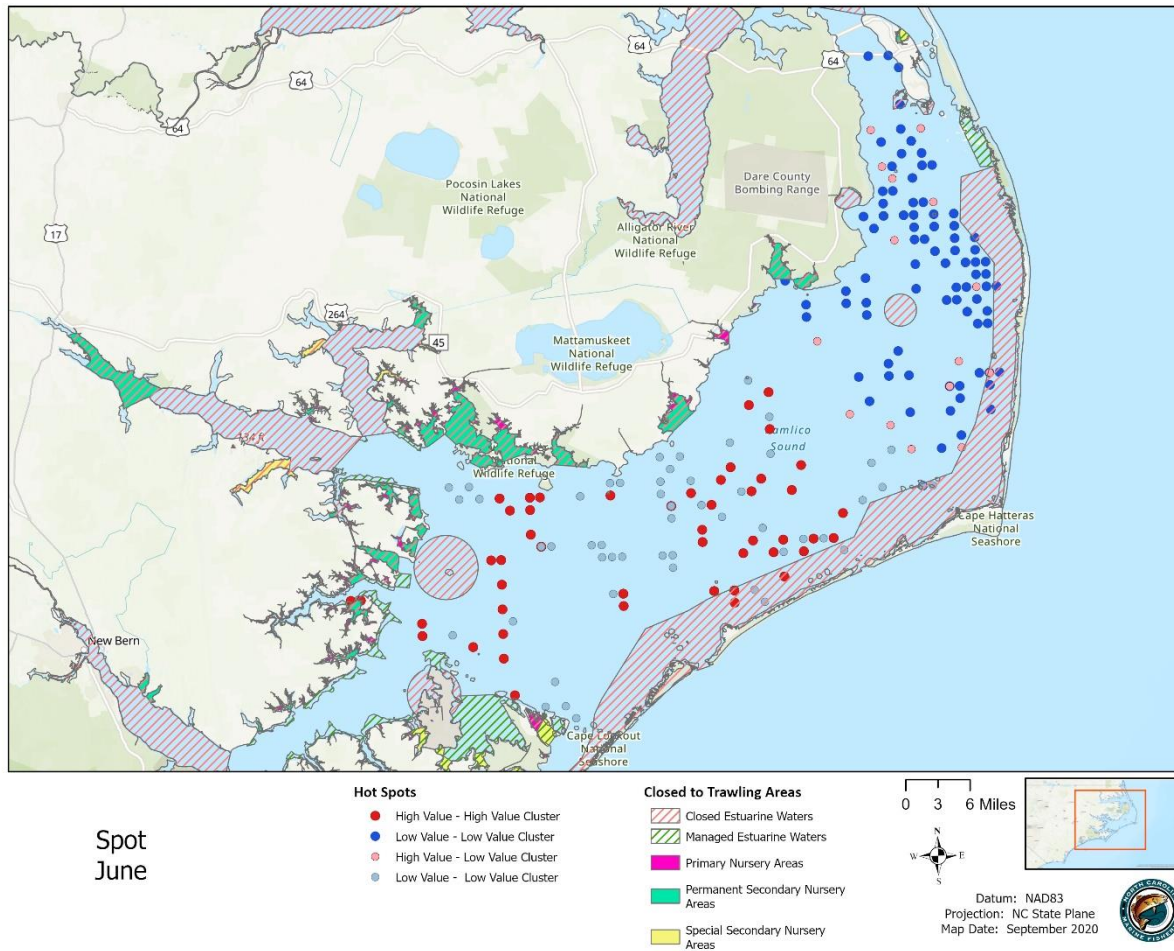 64
64
64
64
17
Pocosin Lakes
National
Wildlife Refuge
Dare County
Bombing Range
Alligator River
National
Wildlife Refuge
264
45
Mattamuskeet
National
Wildlife Refuge
Sound
Wildlife Refuge
Cape Hatteras
National
Seashore
New Bern
Cape Lookout
National
Seashore
Spot
June
Hot Spots
High Value - High Value Cluster
Low Value - Low Value Cluster
High Value - Low Value Cluster
Low Value - Low Value Cluster
Closed to Trawling Areas
Closed Estuarine Waters
Managed Estuarine Waters
Primary Nursery Areas
Permanent Secondary Nursery
Areas
Special Secondary Nursery
Areas
0 3 6 Miles
N
W E
S
Datum: NAD83
Projection: NC State Plane
Map Date: September 2020
NORTH CAROLINA
MARINE FISHERIES